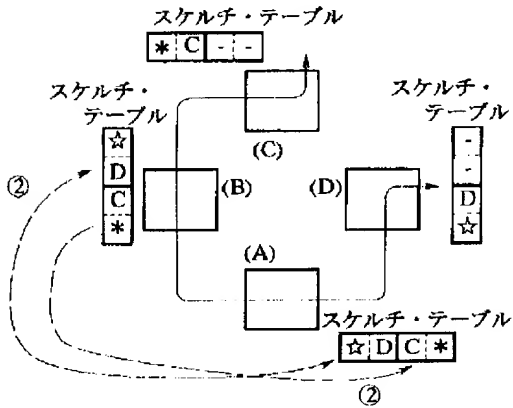 スケルチ・テーブル
* C - -
スケルチ・
テーブル
☆
D
C
*
②
(C)
(B)
スケルチ・
テーブル
-
-
D
☆
(D)
(A)
スケルチ・テーブル
☆ D C *
②